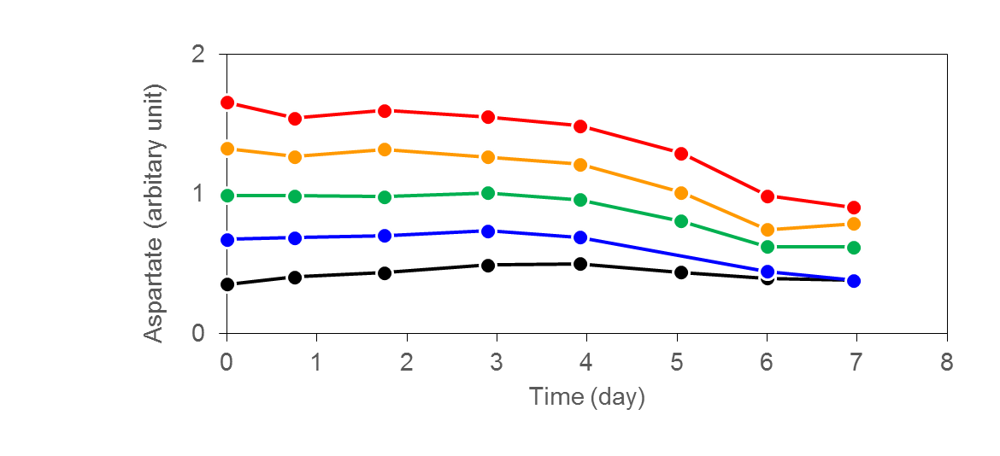 2
1
0
Aspartate (arbitary unit)
0 1 2 3 4 5 6 7 8
Time (day)